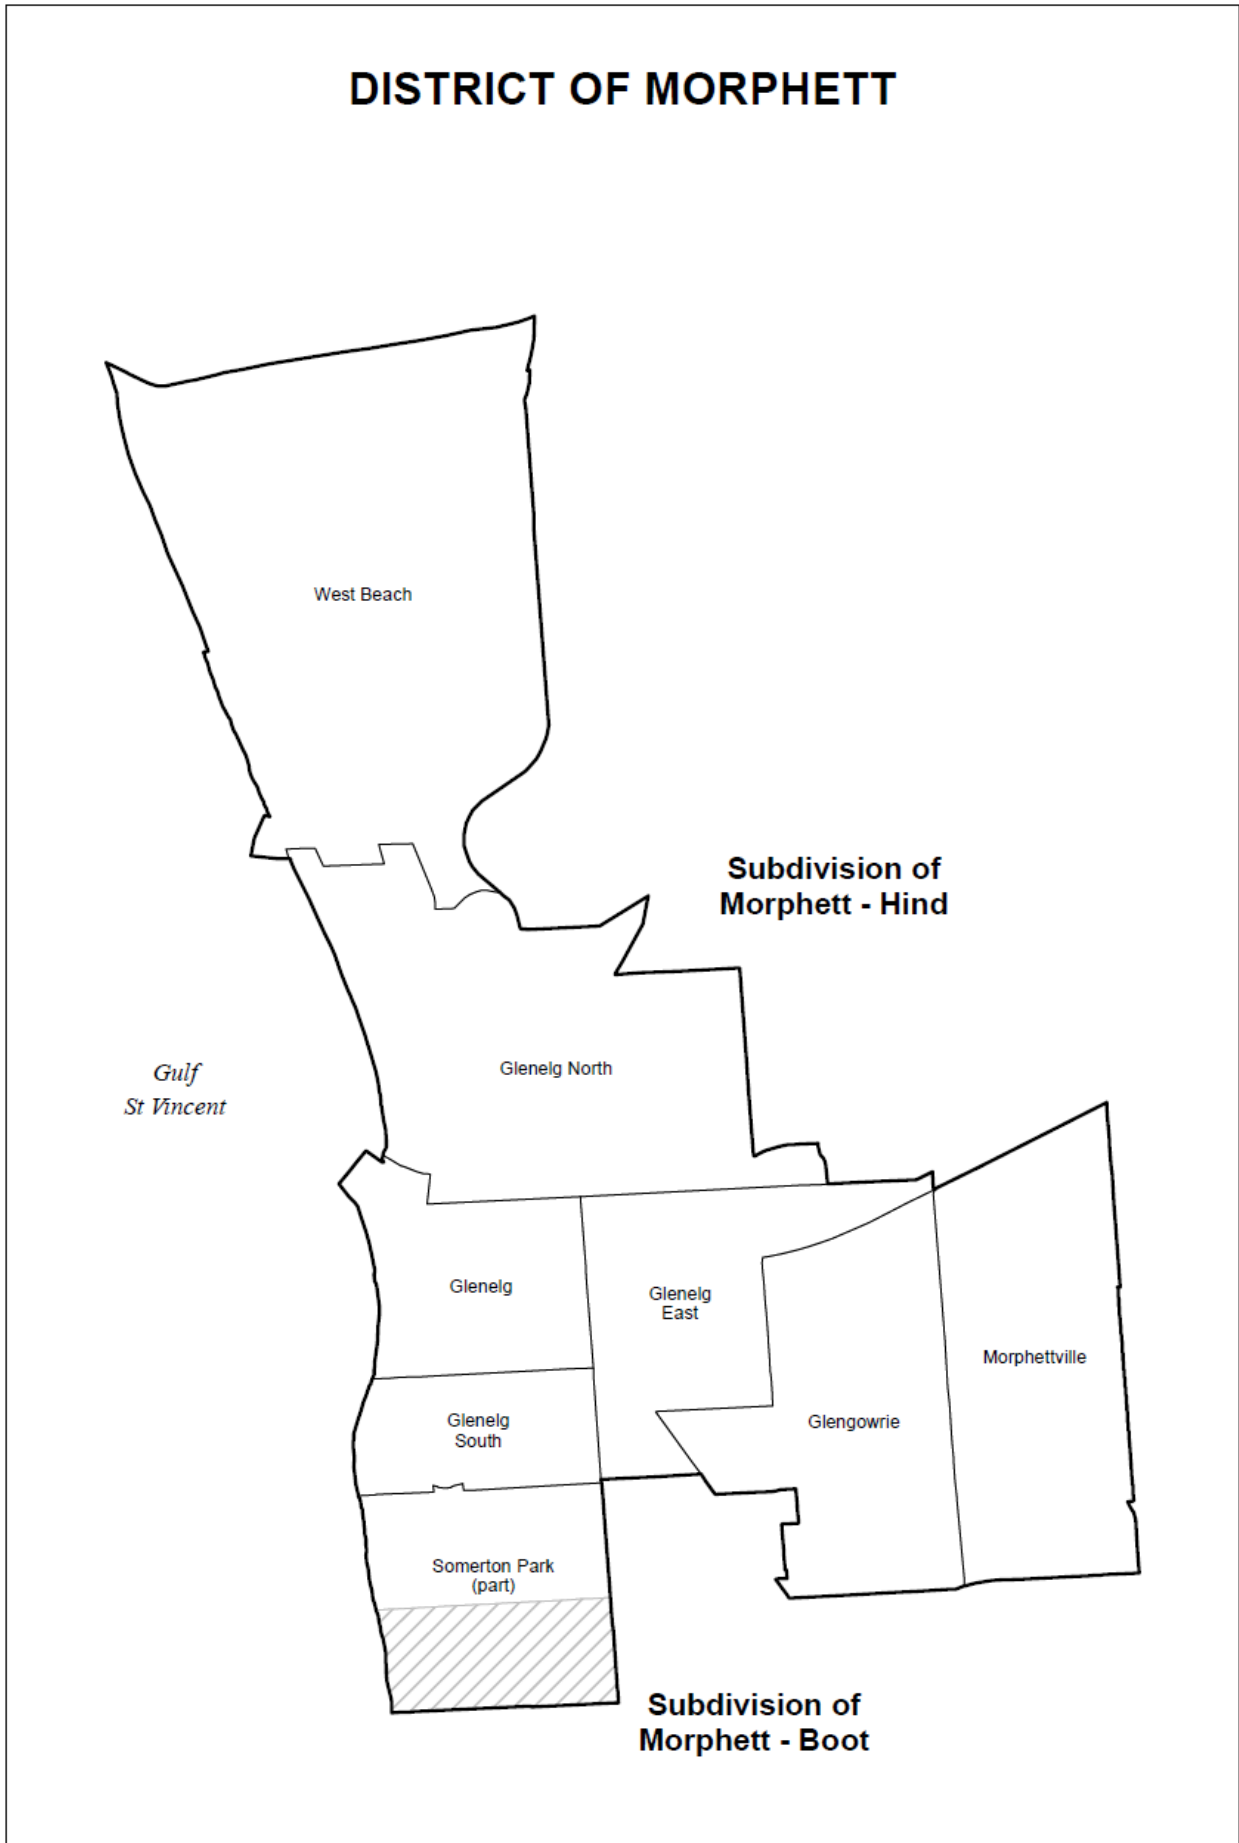 DISTRICT OF MORPHETT
West Beach
Subdivision of
Morphett - Hind
Gulf
St Vincent
Glenelg North
Glenelg
Glenelg
East
Morphettville
Glenelg
South
Glengowrie
Somerton Park
(part)
Subdivision of
Morphett - Boot